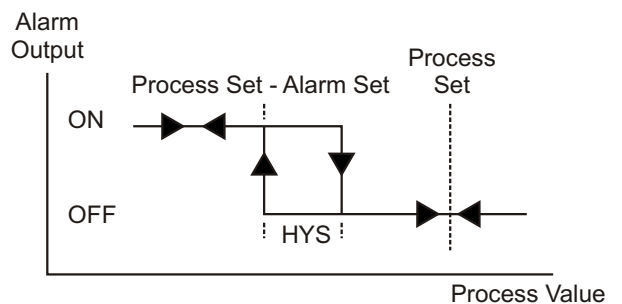 Alarm
Output
Process
Set
Process Set - Alarm Set
ON
OFF
HYS
Process Value